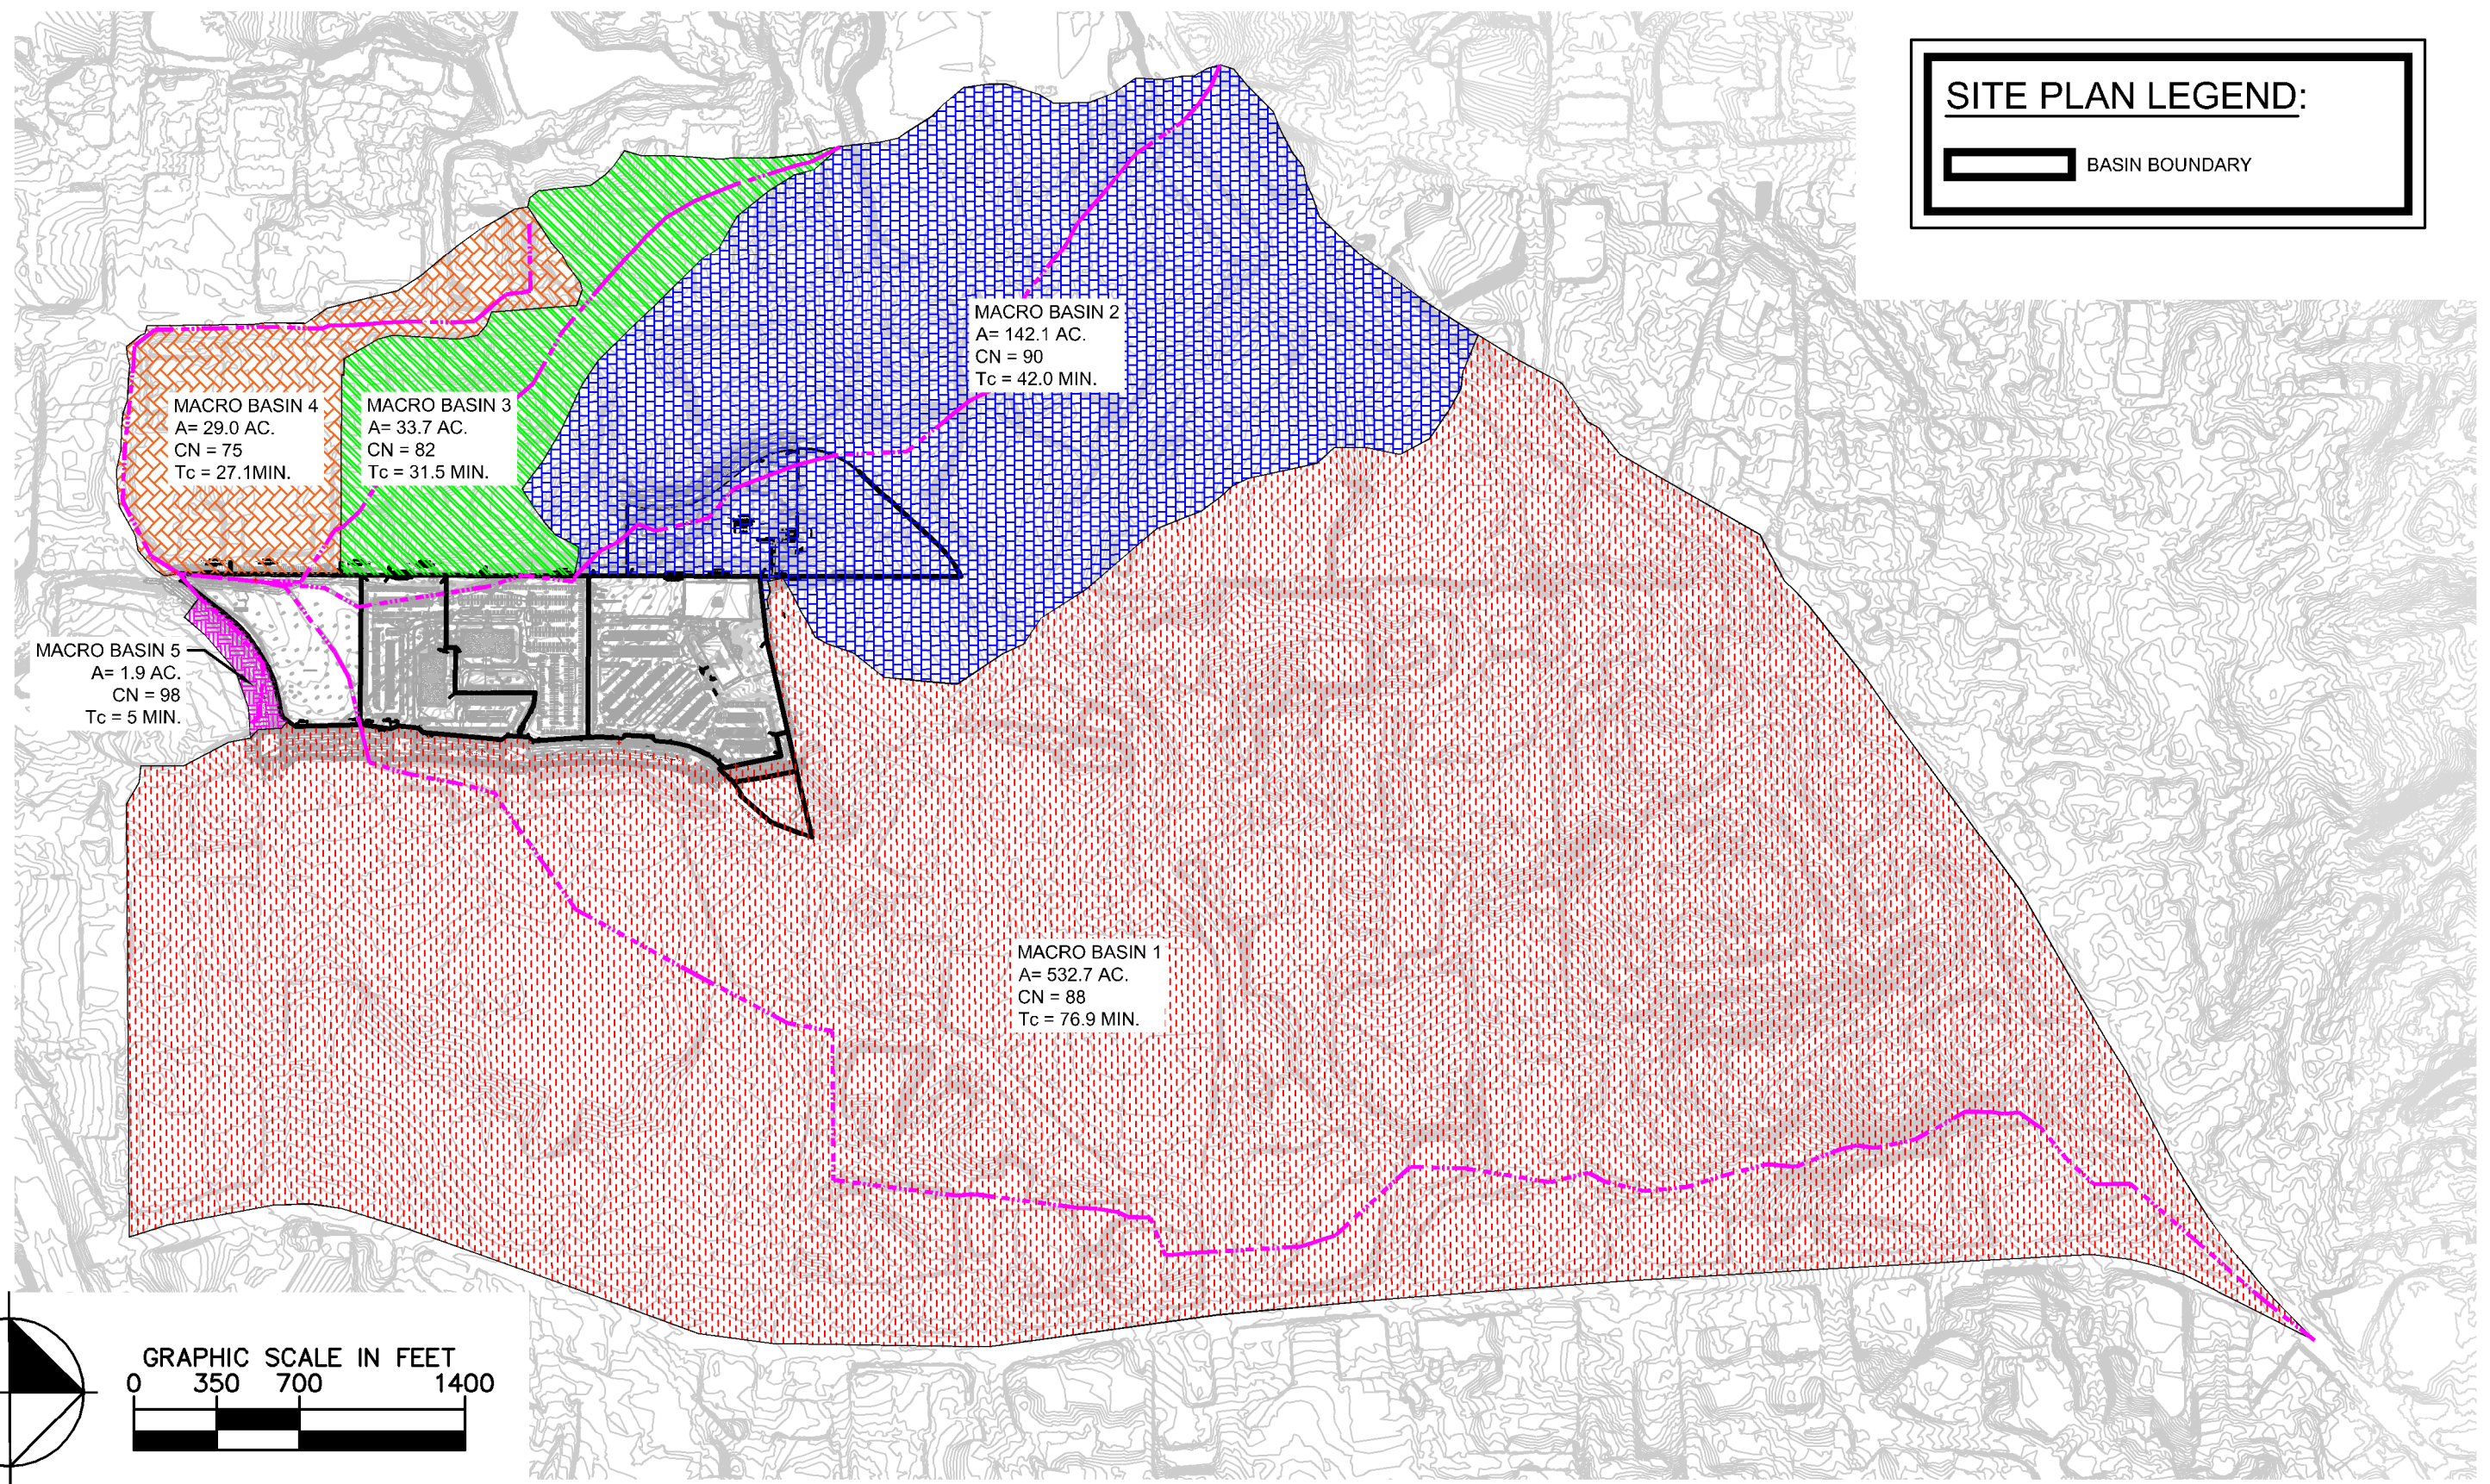 SITE PLAN LEGEND:
BASIN BOUNDARY
MACRO BASIN 2
A= 142.1 AC.
CN = 90
Tc = 42.0 MIN.
MACRO BASIN 4
A= 29.0 AC.
CN = 75
Tc = 27.1MIN.
MACRO BASIN 3
A= 33.7 AC.
CN = 82
Tc = 31.5 MIN.
MACRO BASIN 5
A= 1.9 AC.
CN = 98
Tc = 5 MIN.
MACRO BASIN 1
A= 532.7 AC.
CN = 88
Tc = 76.9 MIN.
GRAPHIC SCALE IN FEET
0 350 700 1400